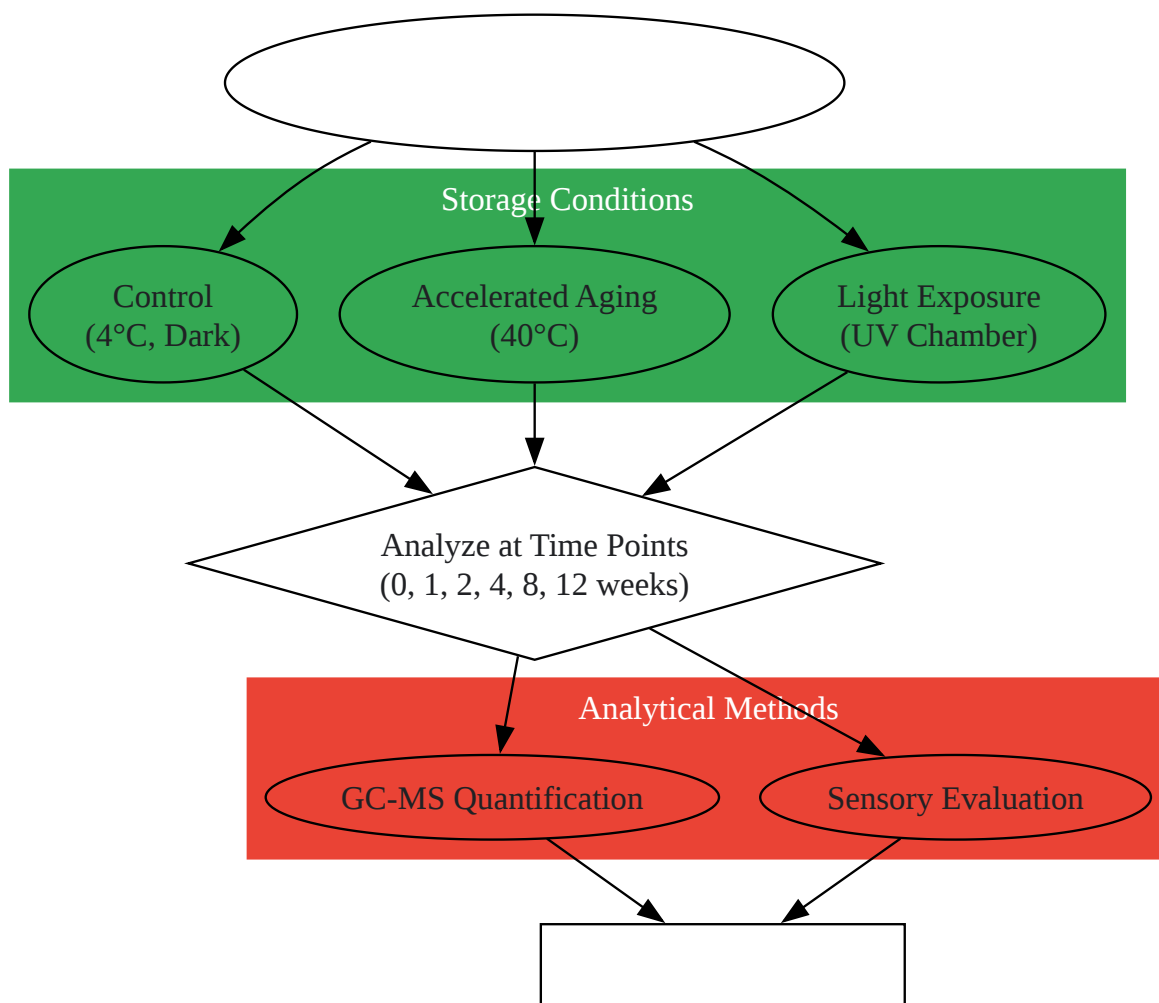 Storage Conditions
Control
(4°C, Dark)
Accelerated Aging
(40°C)
Light Exposure
(UV Chamber)
Analyze at Time Points
(0, 1, 2, 4, 8, 12 weeks)
Analytical Methods
GC-MS Quantification
Sensory Evaluation